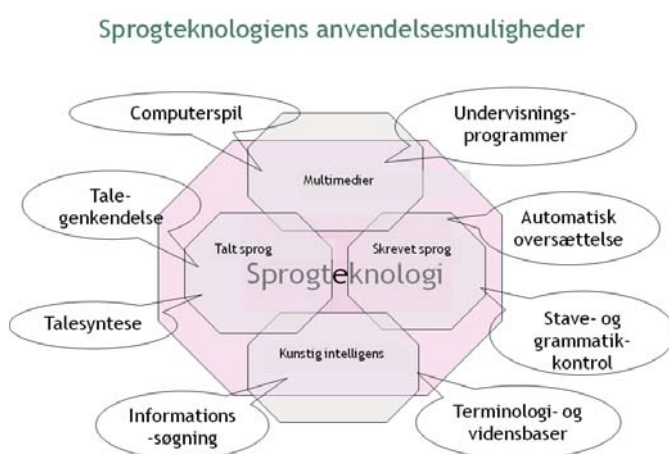 Sprogteknologiens anvendelsesmuligheder
Computerspil
Undervisnings-
programmer
Multimedier
Tale-
genkendelse
Automatisk
oversættelse
Talt sprog
Skrevet sprog
Sprogteknologi
Talesyntese
Stave- og
grammatik-
kontrol
Kunstig intelligens
Informations
-søgning
Terminologi- og
vidensbaser